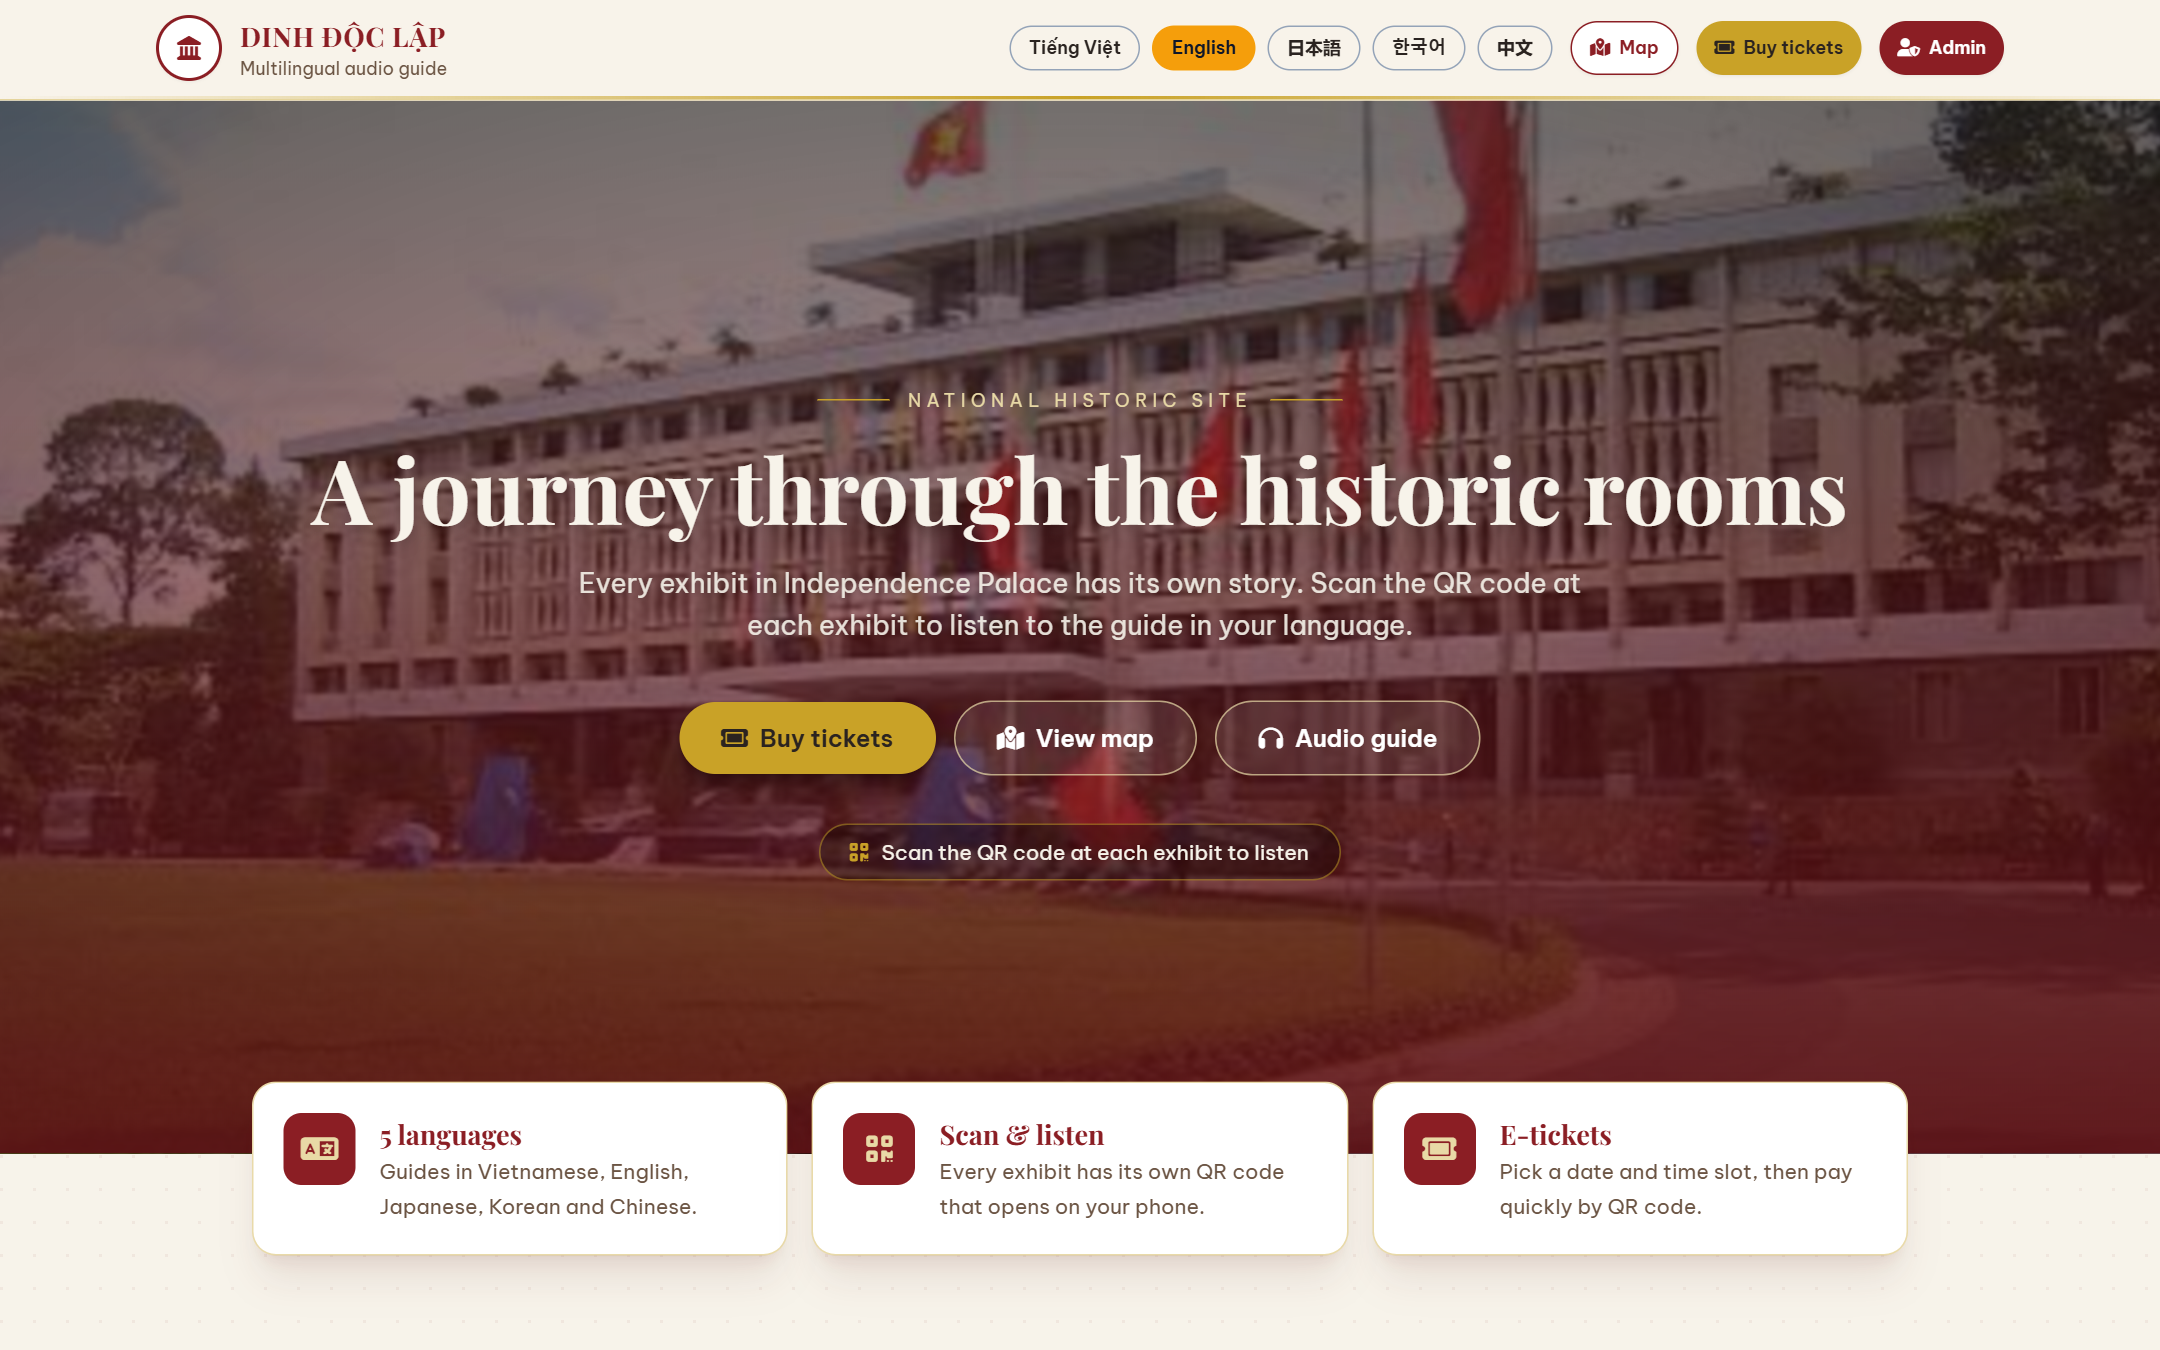 DINH ĐỘC LẬP
Multilingual audio guide
Tiếng Việt
English
日本語
한국어
中文
Map
Buy tickets
Admin
NATIONAL HISTORIC SITE
A journey through the historic rooms
Every exhibit in Independence Palace has its own story. Scan the QR code at
each exhibit to listen to the guide in your language.
Buy tickets
View map
Audio guide
Scan the QR code at each exhibit to listen
5 languages
Guides in Vietnamese, English,
Japanese, Korean and Chinese.
Scan & listen
Every exhibit has its own QR code
that opens on your phone.
E-tickets
Pick a date and time slot, then pay
quickly by QR code.